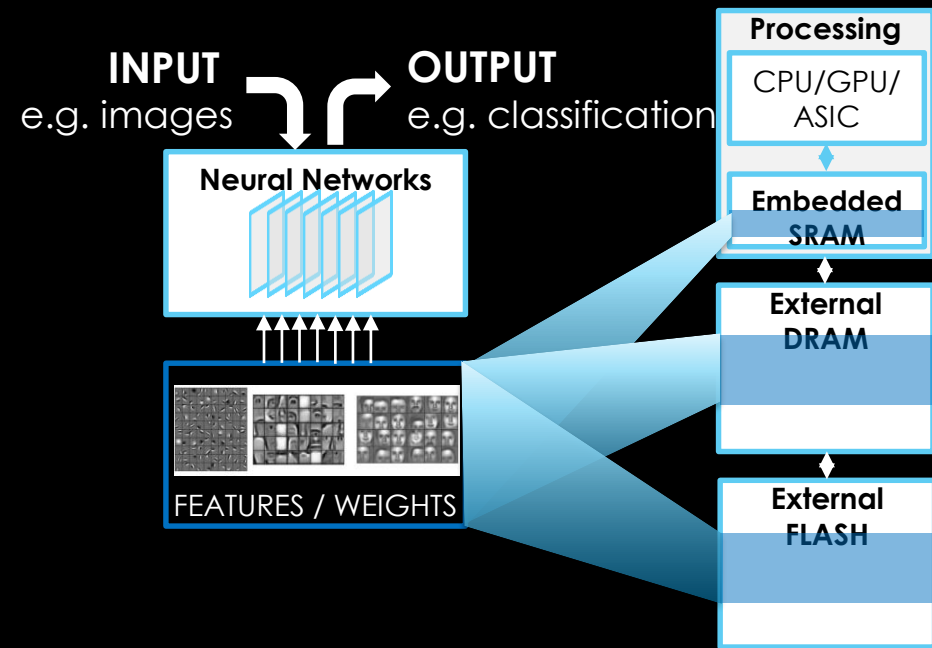 INPUT
e.g. images
OUTPUT
e.g. classification
Neural Networks
FEATURES / WEIGHTS
Processing
CPU/GPU/
ASIC
Embedded
SRAM
External
DRAM
External
FLASH